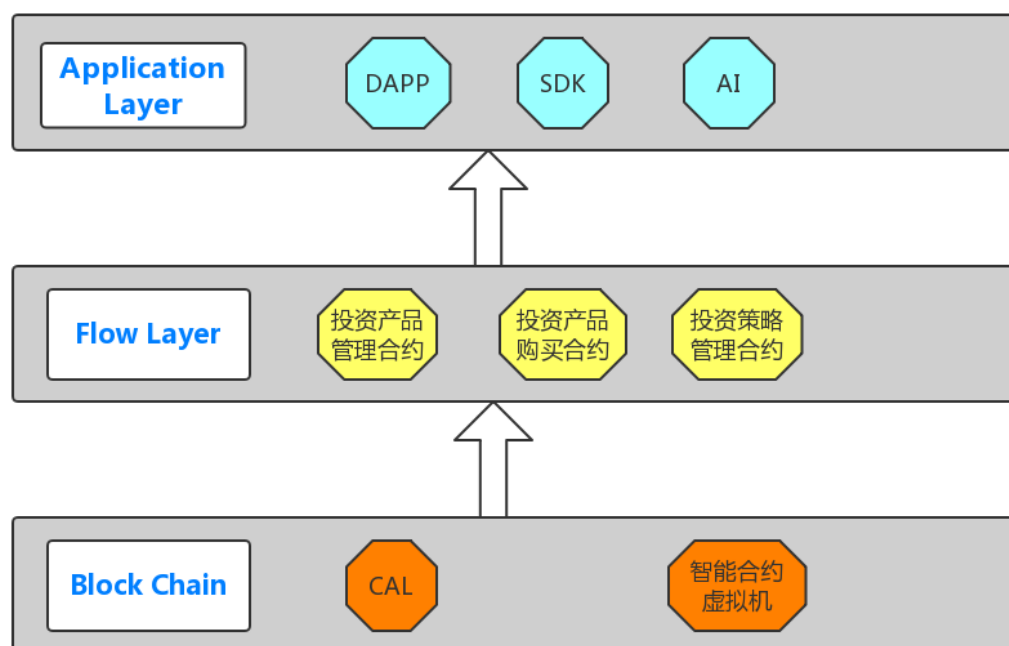 Application
Layer
DAPP
SDK
AI
Flow Layer
投资产品
管理合约
投资产品
购买合约
投资策略
管理合约
Block Chain
CAL
智能合约
虚拟机